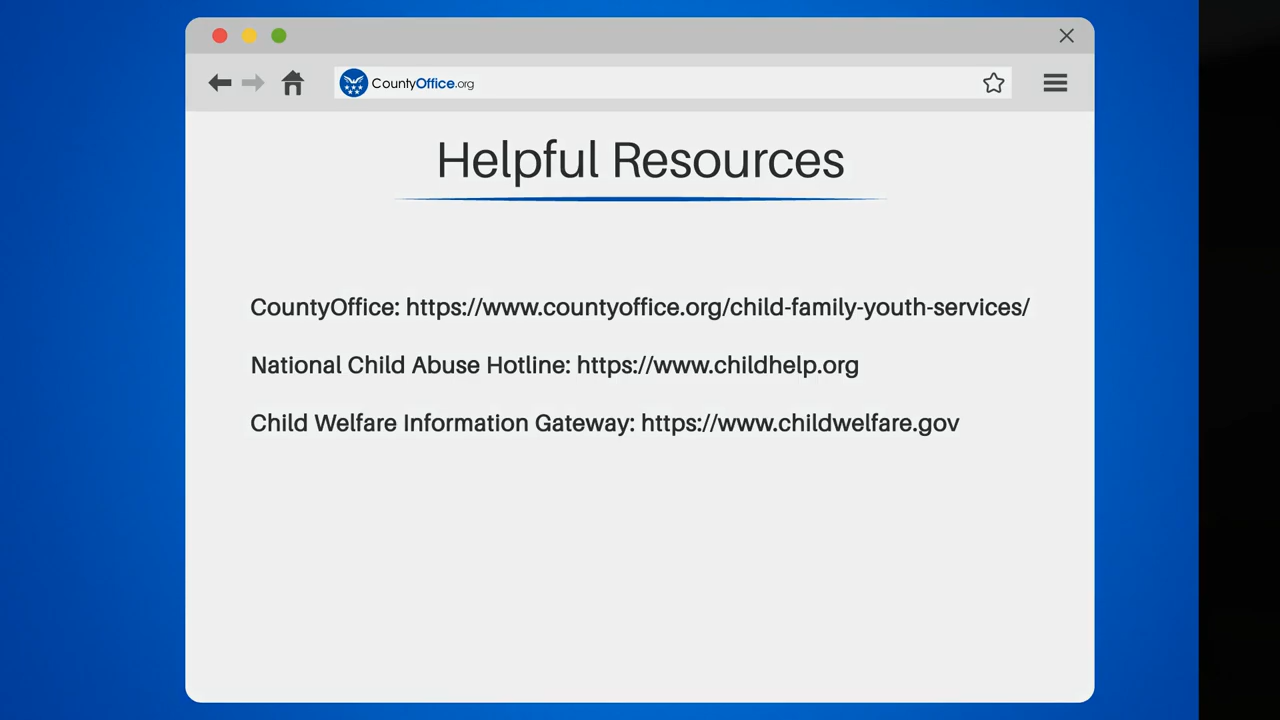 CountyOffice.org
Helpful Resources
CountyOffice: https://www.countyoffice.org/child-family-youth-services/
National Child Abuse Hotline: https://www.childhelp.org
Child Welfare Information Gateway: https://www.childwelfare.gov